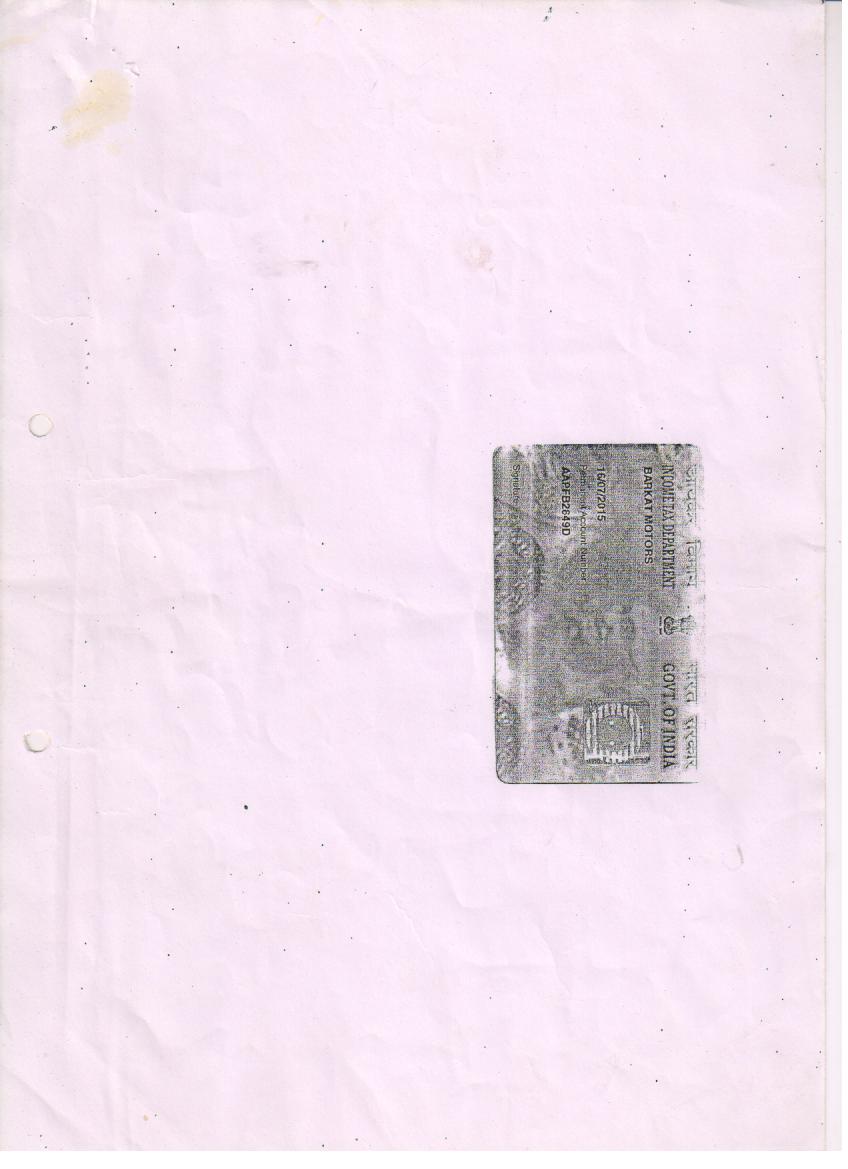 आयकर विभाग भारत सरकार
INCOME TAX DEPARTMENT GOVT. OF INDIA
BARKAT MOTORS
16/07/2015
Permanent Account Number
AAPFB2649D
Signature